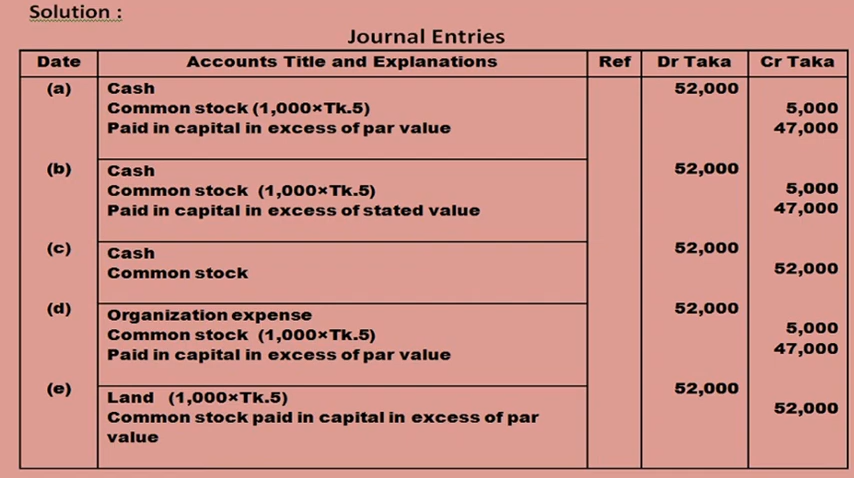 Solution :
Journal Entries
Date Accounts Title and Explanations Ref Dr Taka Cr Taka
(a) Cash 52,000
Common stock (1,000×Tk.5) 5,000
Paid in capital in excess of par value 47,000
(b) Cash 52,000
Common stock (1,000×Tk.5) 5,000
Paid in capital in excess of stated value 47,000
(c) Cash 52,000
Common stock 52,000
(d) Organization expense 52,000
Common stock (1,000×Tk.5) 5,000
Paid in capital in excess of par value 47,000
(e) Land (1,000×Tk.5) 52,000
Common stock paid in capital in excess of par 52,000
value